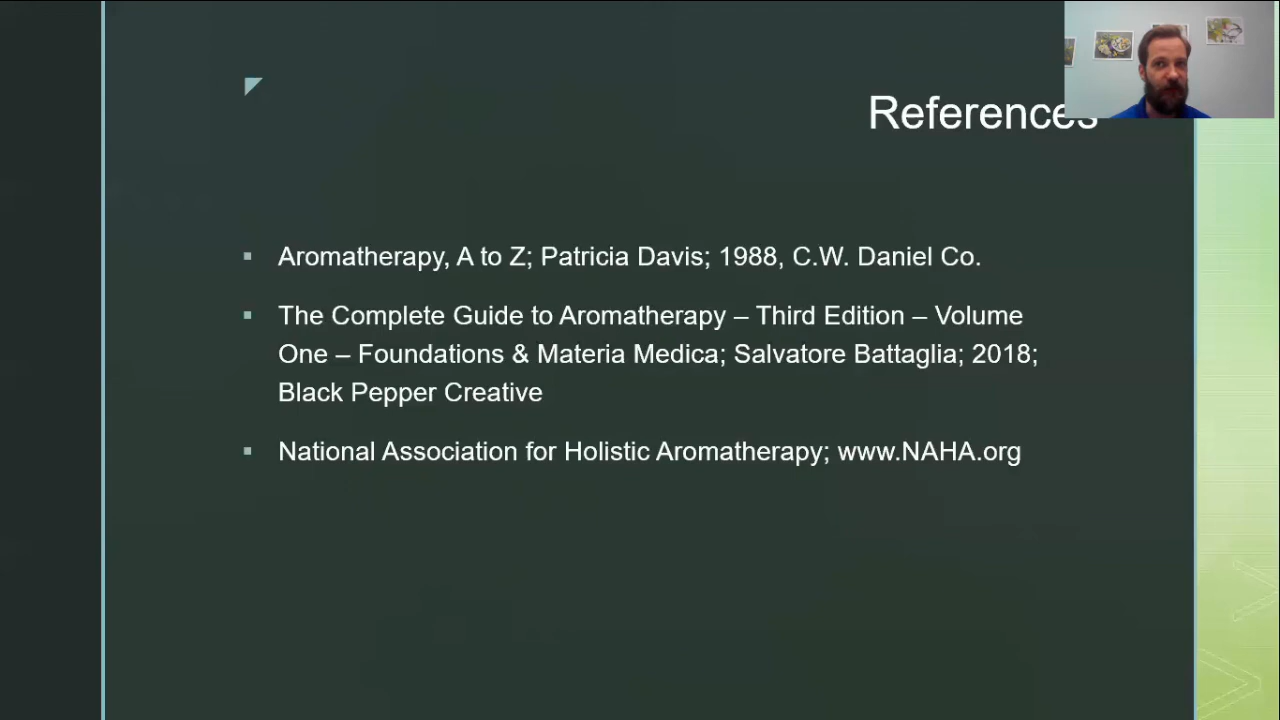 References
Aromatherapy, A to Z; Patricia Davis; 1988, C.W. Daniel Co.
The Complete Guide to Aromatherapy – Third Edition – Volume
One – Foundations & Materia Medica; Salvatore Battaglia; 2018;
Black Pepper Creative
National Association for Holistic Aromatherapy; www.NAHA.org